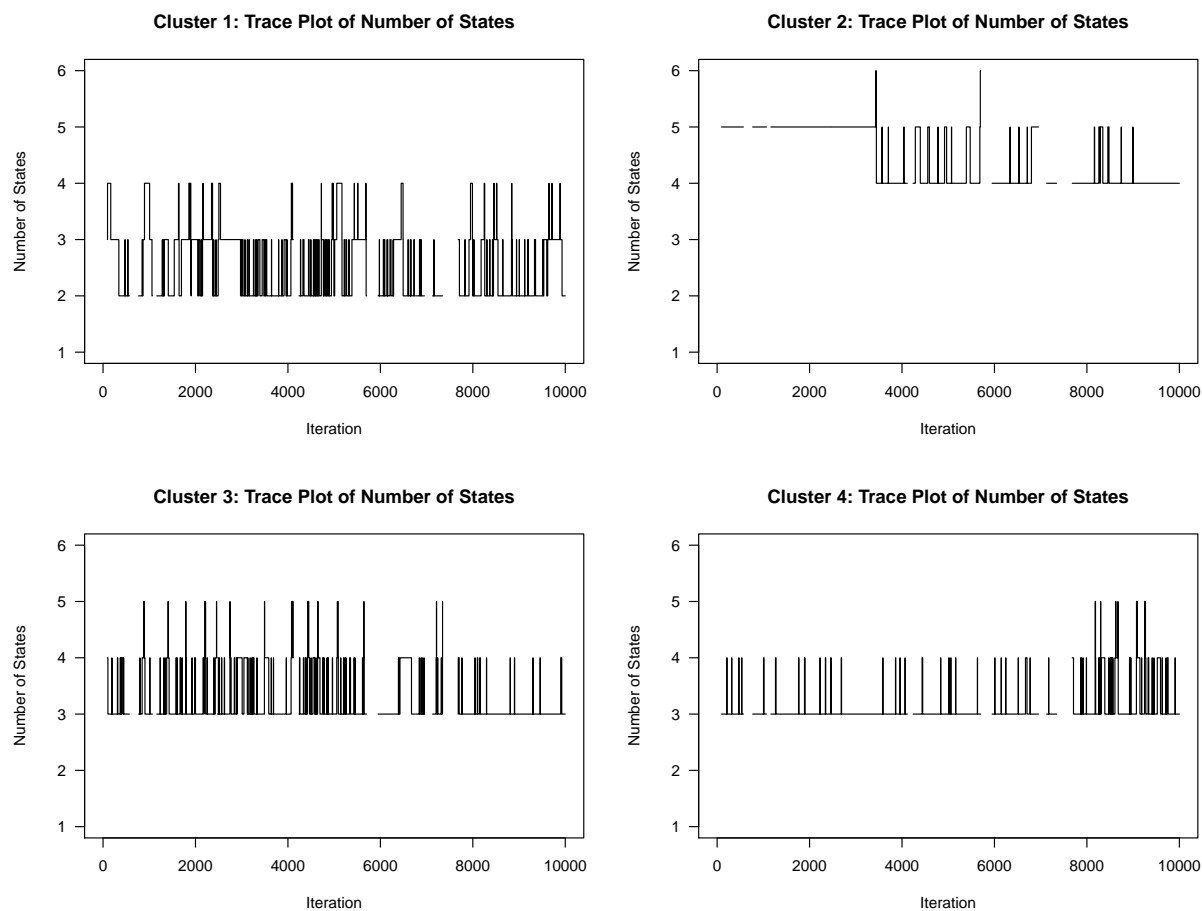 Cluster 1: Trace Plot of Number of States
6
5
4
3
2
1
Number of States
0 2000 4000 6000 8000 10000
Iteration
Cluster 2: Trace Plot of Number of States
6
5
4
3
2
1
Number of States
0 2000 4000 6000 8000 10000
Iteration
Cluster 3: Trace Plot of Number of States
6
5
4
3
2
1
Number of States
0 2000 4000 6000 8000 10000
Iteration
Cluster 4: Trace Plot of Number of States
6
5
4
3
2
1
Number of States
0 2000 4000 6000 8000 10000
Iteration